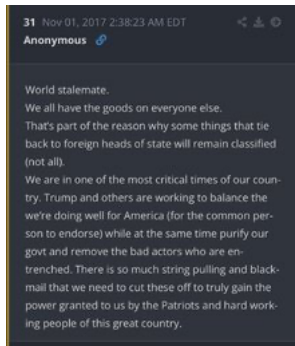 31 Nov 01, 2017 2:38:23 AM EDT
Anonymous
World stalemate.
We all have the goods on everyone else.
That's part of the reason why some things that tie
back to foreign heads of state will remain classified
(not all).
We are in one of the most critical times of our coun-
try. Trump and others are working to balance the
we're doing well for America (for the common per-
son to endorse) while at the same time purify our
govt and remove the bad actors who are en-
trenched. There is so much string pulling and black-
mail that we need to cut these off to truly gain the
power granted to us by the Patriots and hard work-
ing people of this great country.